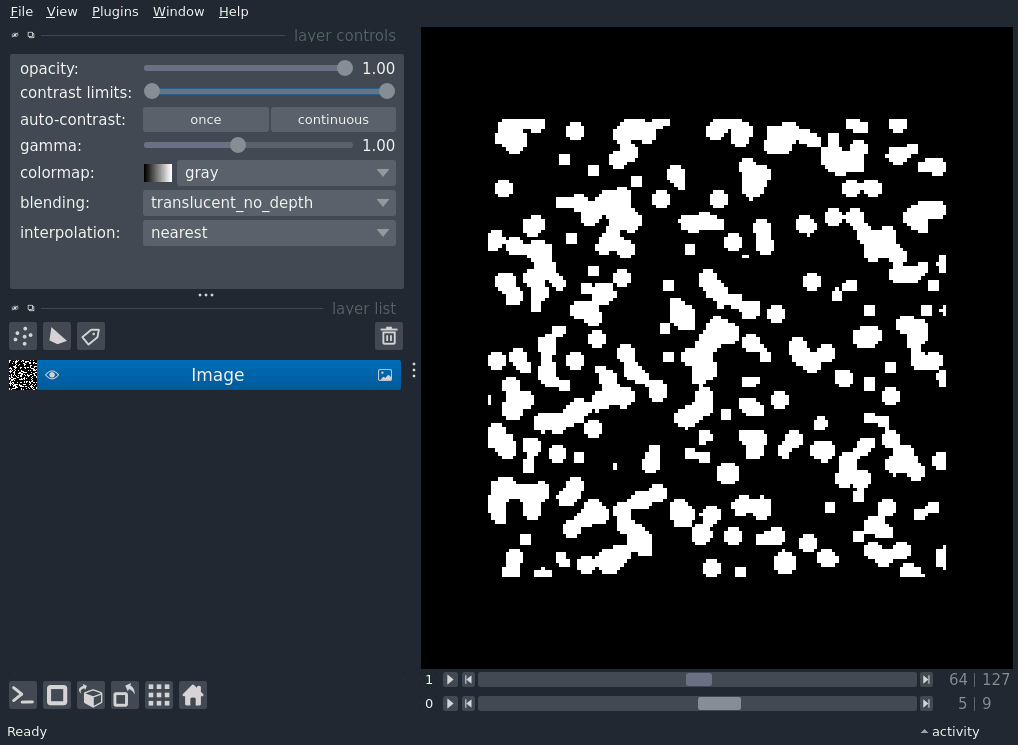 File View Plugins Window Help
layer controls
opacity: 1.00
contrast limits:
auto-contrast: once continuous
gamma: 1.00
colormap: gray
blending: translucent_no_depth
interpolation: nearest
layer list
Image
1 64 | 127
0 5 | 9
Ready activity